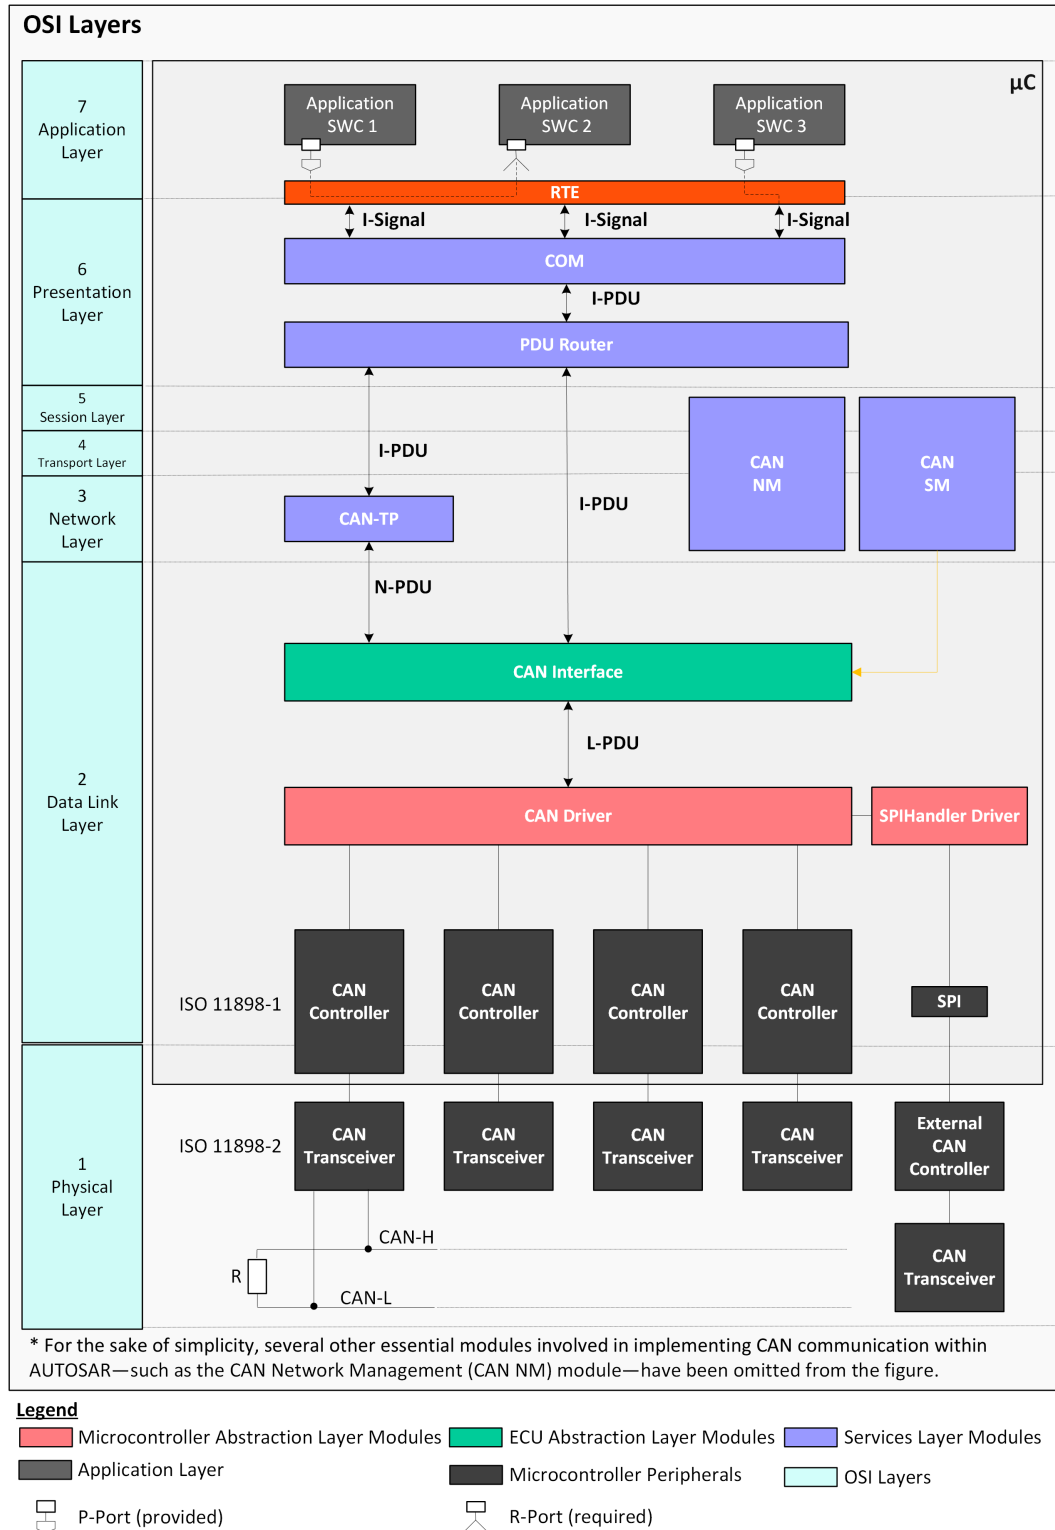 OSI Layers
7
Application
Layer
6
Presentation
Layer
5
Session Layer
4
Transport Layer
3
Network
Layer
2
Data Link
Layer
1
Physical
Layer
µC
Application
SWC 1
Application
SWC 2
Application
SWC 3
RTE
I-Signal
I-Signal
I-Signal
COM
I-PDU
PDU Router
I-PDU
I-PDU
CAN
NM
CAN
SM
CAN-TP
N-PDU
CAN Interface
L-PDU
CAN Driver
SPIHandler Driver
ISO 11898-1
CAN
Controller
CAN
Controller
CAN
Controller
CAN
Controller
SPI
ISO 11898-2
CAN
Transceiver
CAN
Transceiver
CAN
Transceiver
CAN
Transceiver
External
CAN
Controller
CAN
Transceiver
CAN-H
R
CAN-L
* For the sake of simplicity, several other essential modules involved in implementing CAN communication within
AUTOSAR—such as the CAN Network Management (CAN NM) module—have been omitted from the figure.
Legend
Microcontroller Abstraction Layer Modules
ECU Abstraction Layer Modules
Services Layer Modules
Application Layer
Microcontroller Peripherals
OSI Layers
P-Port (provided)
R-Port (required)